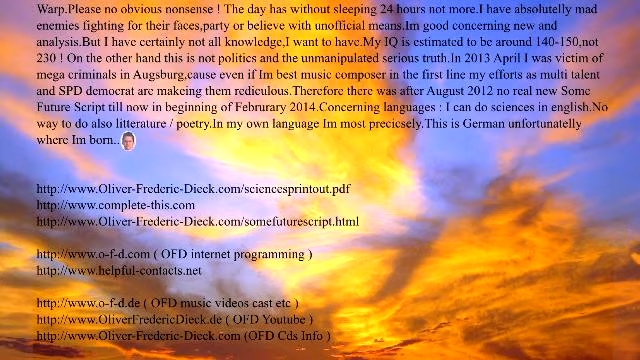 Warp.Please no obvious nonsense ! The day has without sleeping 24 hours not more.I have absolutelly mad
enemies fighting for their faces,party or believe with unofficial means.Im good concerning new and
analysis.But I have certainly not all knowledge,I want to have.My IQ is estimated to be around 140-150,not
230 ! On the other hand this is not politics and the unmanipulated serious truth.In 2013 April I was victim of
mega criminals in Augsburg,cause even if Im best music composer in the first line my efforts as multi talent
and SPD democrat are makeing them rediculous.Therefore there was after August 2012 no real new Some
Future Script till now in beginning of Februrary 2014.Concerning languages : I can do sciences in english.No
way to do also litterature / poetry.In my own language Im most precicsely.This is German unfortunatelly
where Im born..
http://www.Oliver-Frederic-Dieck.com/sciencesprintout.pdf
http://www.complete-this.com
http://www.Oliver-Frederic-Dieck.com/somefuturescript.html
http://www.o-f-d.com ( OFD internet programming )
http://www.helpful-contacts.net
http://www.o-f-d.de ( OFD music videos cast etc )
http://www.OliverFredericDieck.de ( OFD Youtube )
http://www.Oliver-Frederic-Dieck.com (OFD Cds Info )